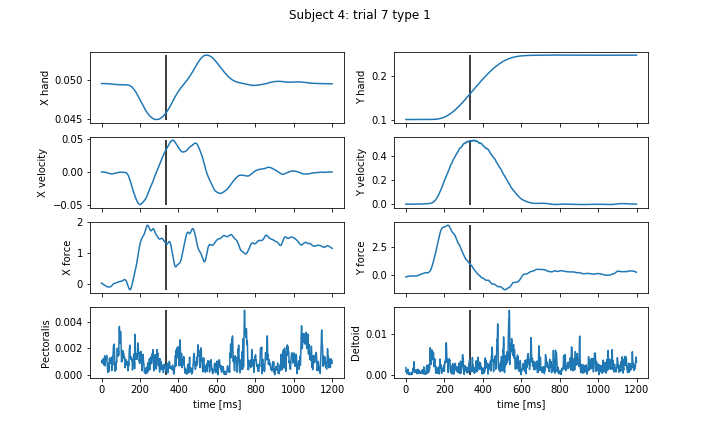 Subject 4: trial 7 type 1
X hand
0.050
0.045
Y hand
0.2
0.1
X velocity
0.05
0.00
−0.05
Y velocity
0.4
0.2
0.0
X force
2
1
0
Y force
2.5
0.0
Pectoralis
0.004
0.002
0.000
0 200 400 600 800 1000 1200
time [ms]
Deltoid
0.01
0.00
0 200 400 600 800 1000 1200
time [ms]